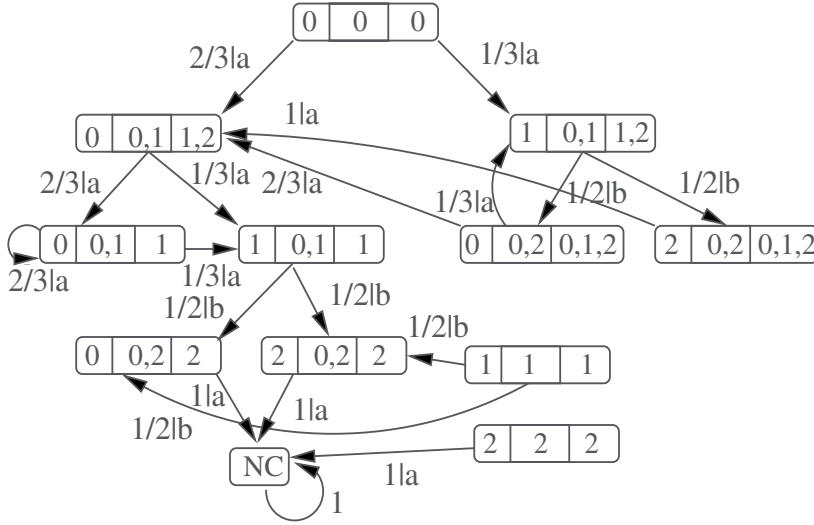 0 0 0
2/3|a 1/3|a
1|a
0 0,1 1,2 1 0,1 1,2
2/3|a 1/3|a 2/3|a 1/3|a 1/2|b 1/2|b
0 0,1 1 1 0,1 1 0 0,2 0,1,2 2 0,2 0,1,2
2/3|a 1/3|a
1/2|b 1/2|b 1/2|b
0 0,2 2 2 0,2 2 1 1 1
1/2|b 1|a 1|a
2 2 2
NC 1|a
1